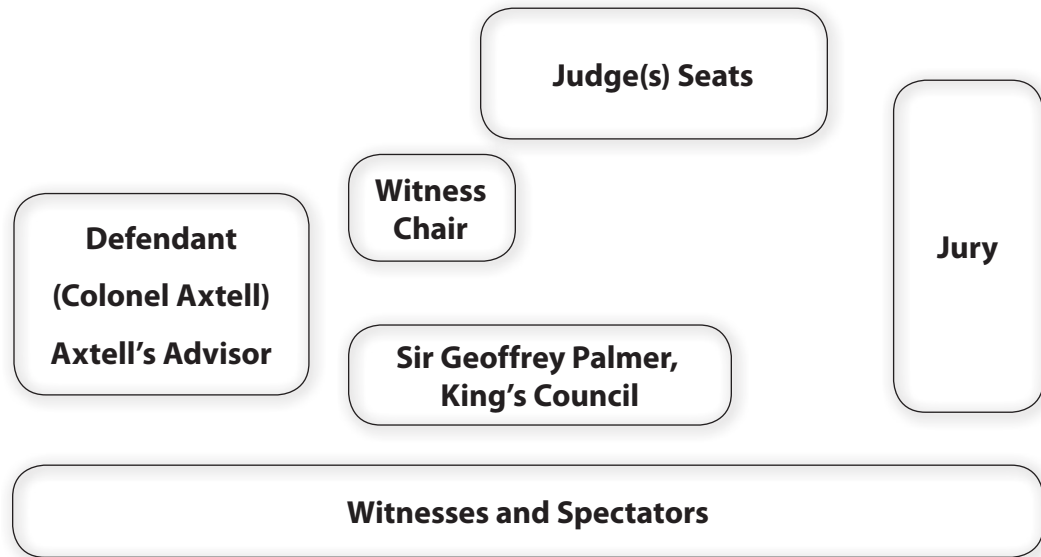 Judge(s) Seats
Witness
Chair
Jury
Defendant
(Colonel Axtell)
Axtell’s Advisor
Sir Geoffrey Palmer,
King’s Council
Witnesses and Spectators